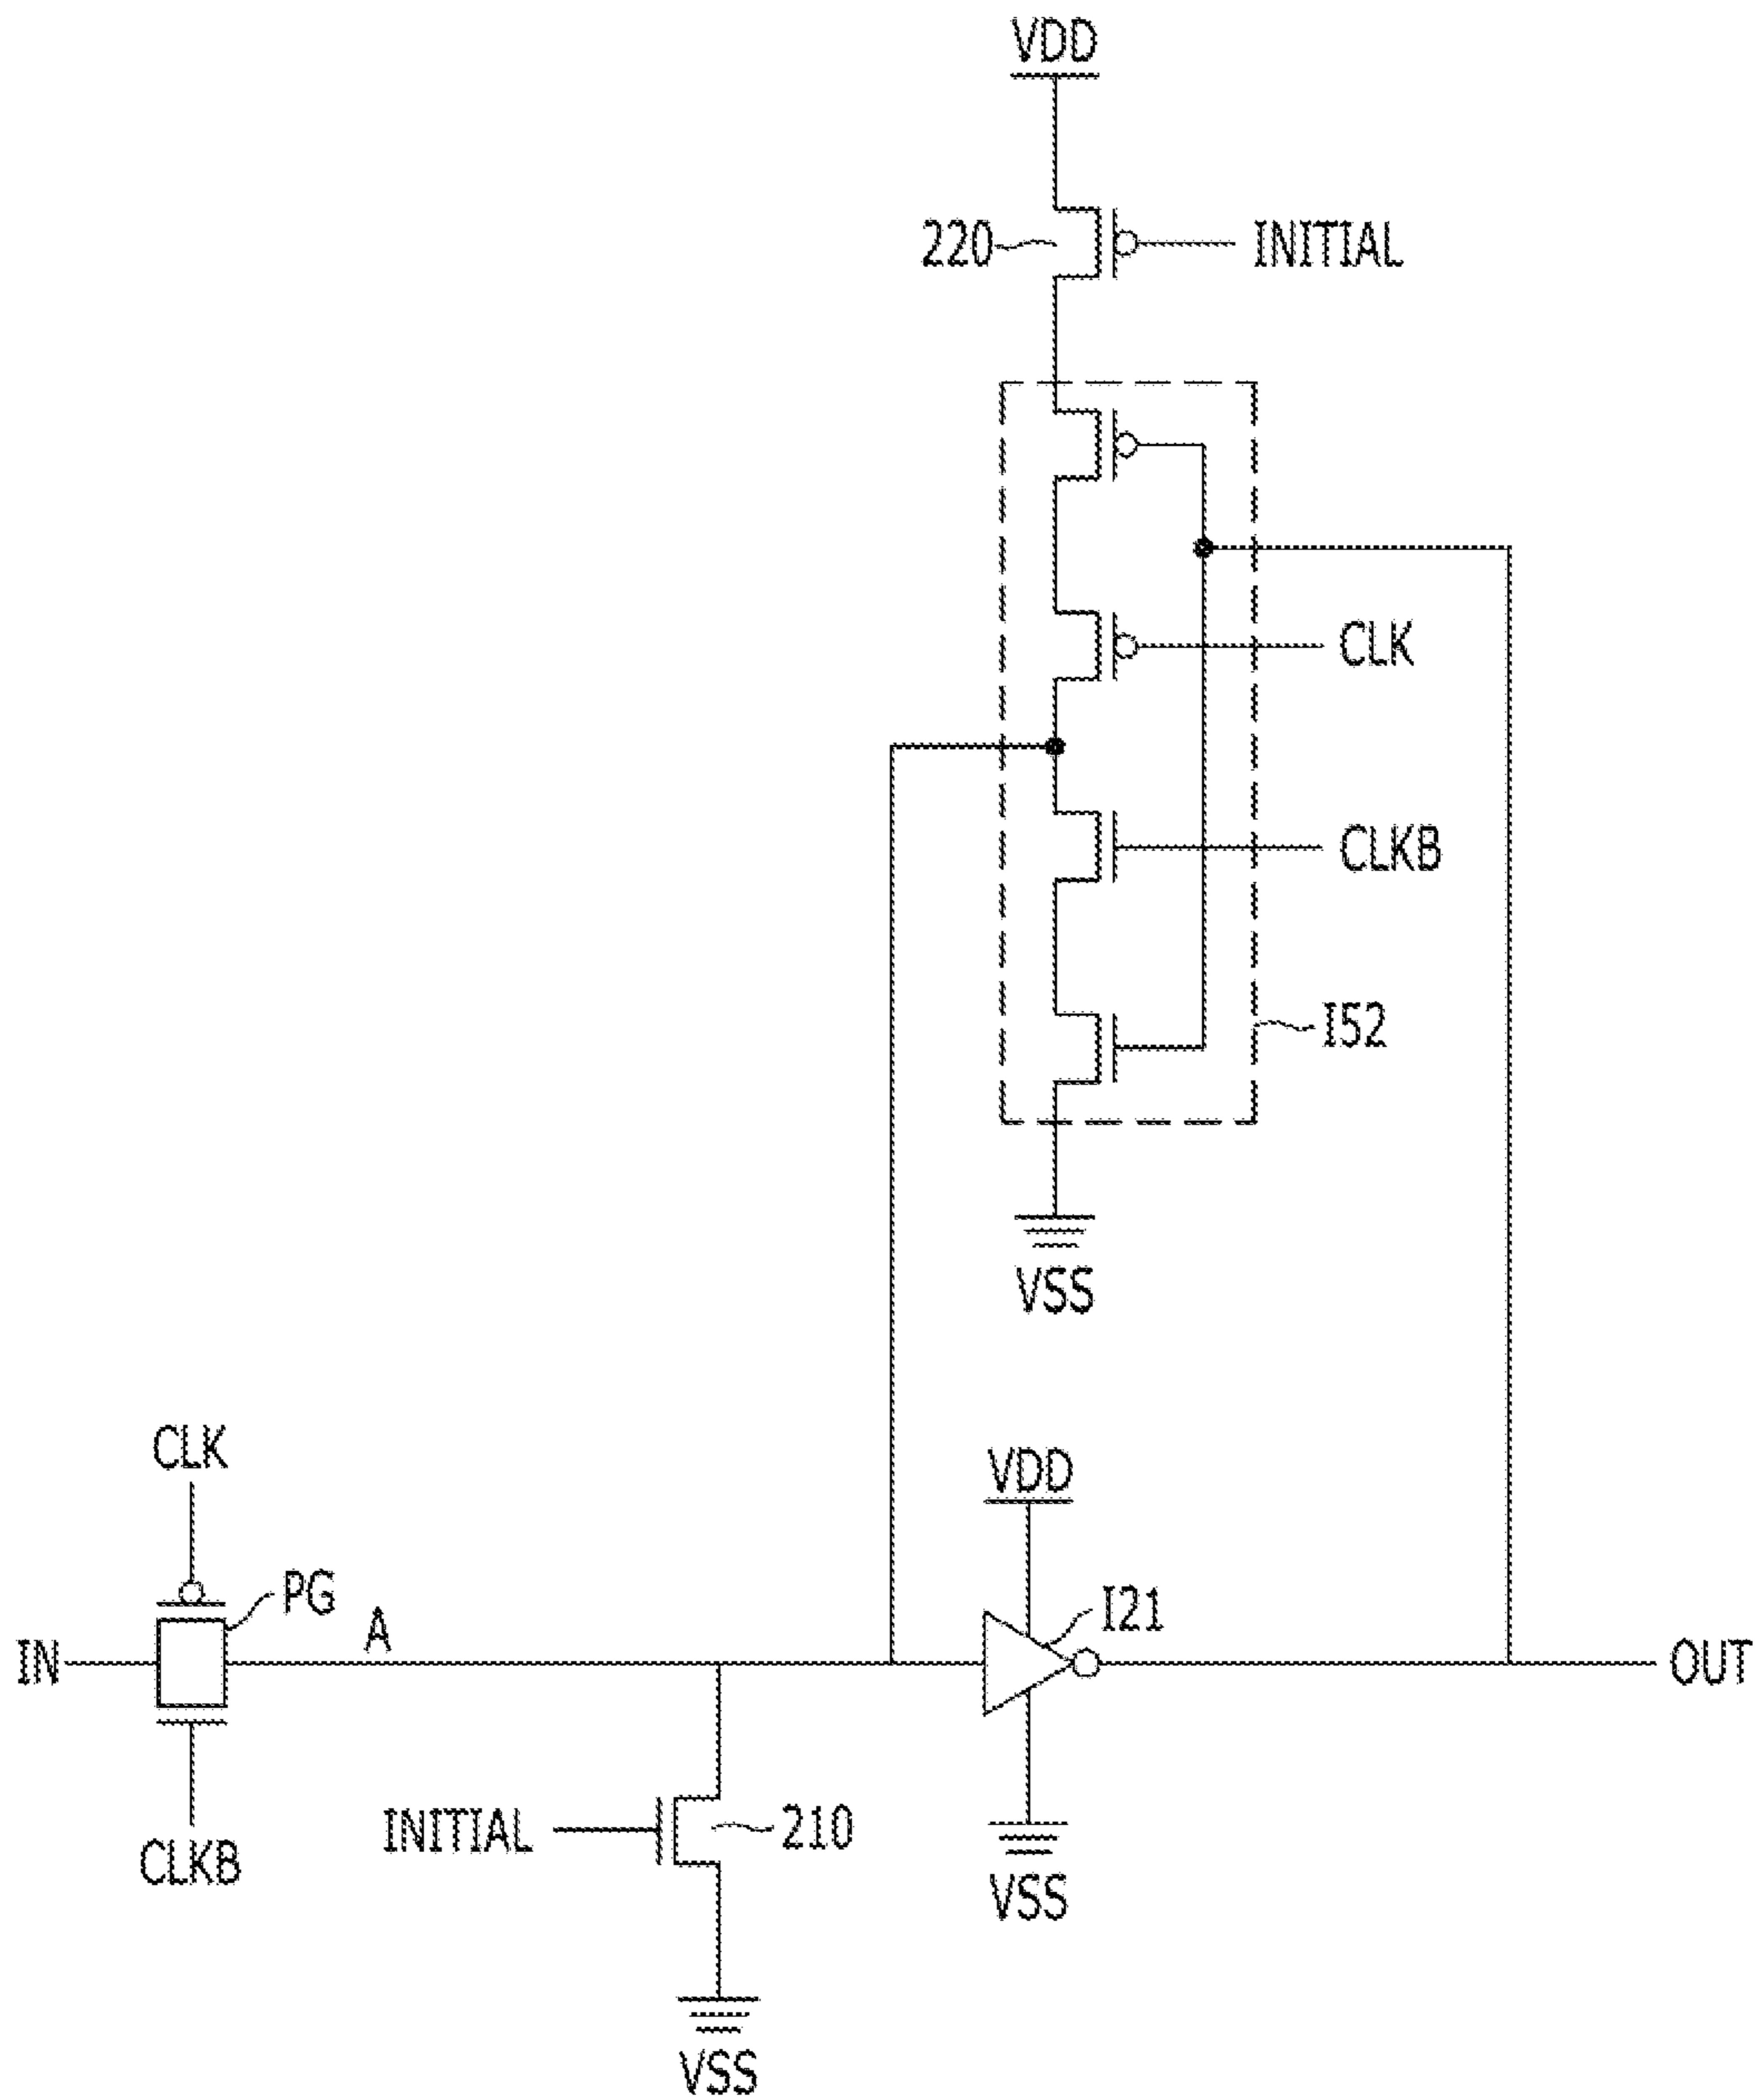 VDD
220
INITIAL
CLK
CLKB
I52
VSS
CLK
VDD
PG
I21
A
IN
OUT
INITIAL
210
CLKB
VSS
VSS